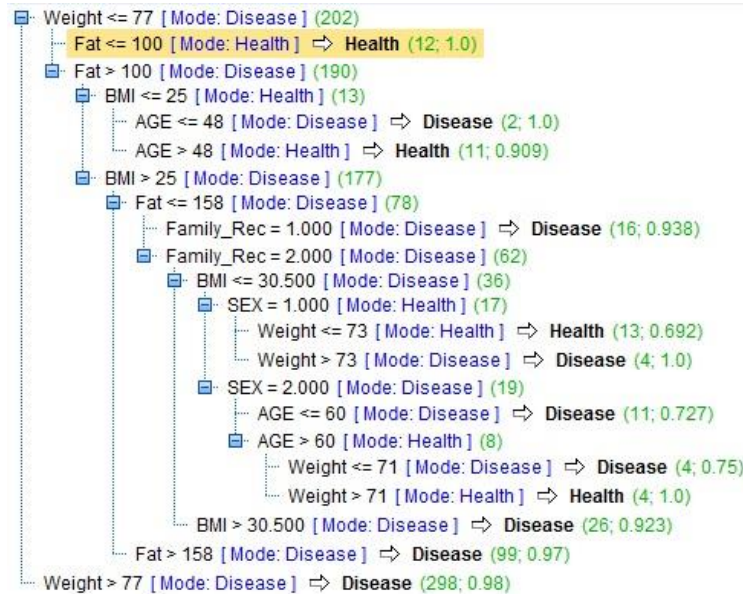 Weight <= 77 [Mode: Disease] (202)
Fat <= 100 [Mode: Health] ⇨ Health (12; 1.0)
Fat > 100 [Mode: Disease] (190)
BMI <= 25 [Mode: Health] (13)
AGE <= 48 [Mode: Disease] ⇨ Disease (2; 1.0)
AGE > 48 [Mode: Health] ⇨ Health (11; 0.909)
BMI > 25 [Mode: Disease] (177)
Fat <= 158 [Mode: Disease] (78)
Family_Rec = 1.000 [Mode: Disease] ⇨ Disease (16; 0.938)
Family_Rec = 2.000 [Mode: Disease] (62)
BMI <= 30.500 [Mode: Disease] (36)
SEX = 1.000 [Mode: Health] (17)
Weight <= 73 [Mode: Health] ⇨ Health (13; 0.692)
Weight > 73 [Mode: Disease] ⇨ Disease (4; 1.0)
SEX = 2.000 [Mode: Disease] (19)
AGE <= 60 [Mode: Disease] ⇨ Disease (11; 0.727)
AGE > 60 [Mode: Health] (8)
Weight <= 71 [Mode: Disease] ⇨ Disease (4; 0.75)
Weight > 71 [Mode: Health] ⇨ Health (4; 1.0)
BMI > 30.500 [Mode: Disease] ⇨ Disease (26; 0.923)
Fat > 158 [Mode: Disease] ⇨ Disease (99; 0.97)
Weight > 77 [Mode: Disease] ⇨ Disease (298; 0.98)